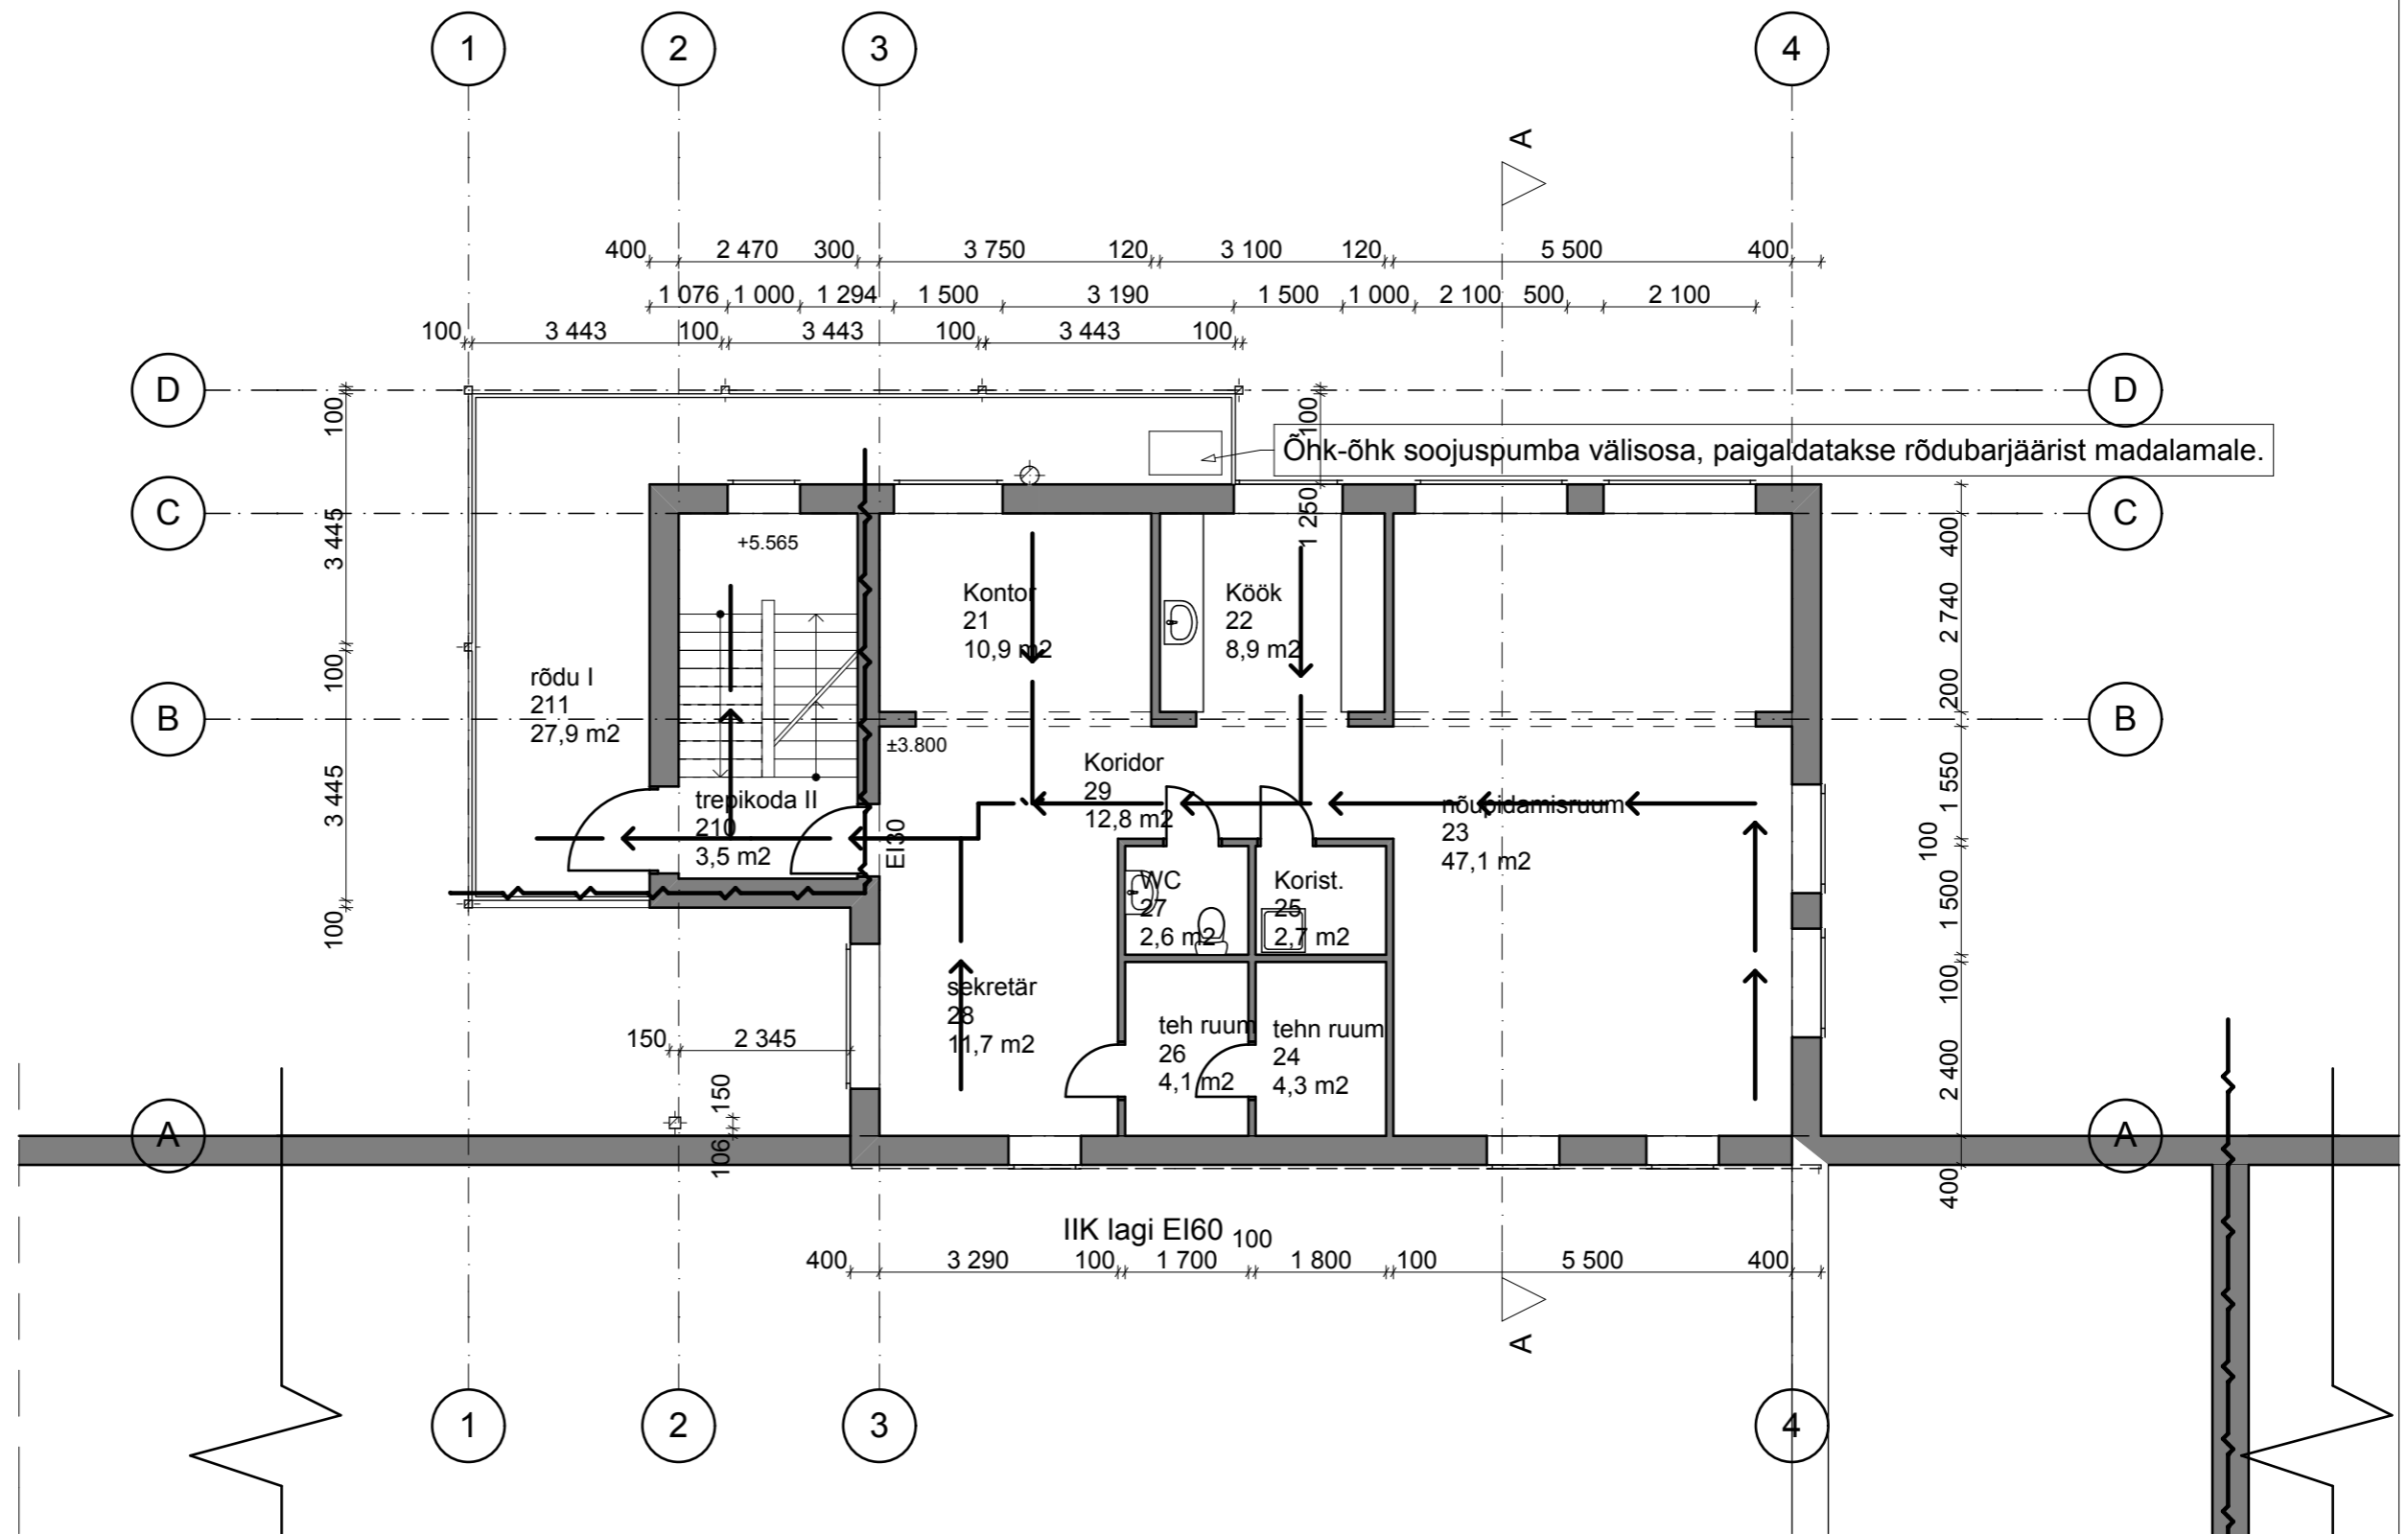 1 2 3 4
A
400 2 470 300 3 750 120 3 100 120 5 500 400
1 076 1 000 1 294 1 500 3 190 1 500 1 000 2 100 500 2 100
100 3 443 100 3 443 100 3 443 100
D D
100
100
Õhk-õhk soojuspumba välisosa, paigaldatakse rõdubarjäärist madalamale.
C C
3 445
1 250
400
+5.565
2 740
Kontor
21
10,9 m2
Köök
22
8,9 m2
rõdu I
211
27,9 m2
100
200
B B
±3.800
3 445
1 550
Koridor
29
12,8 m2
trepikoda II
210
3,5 m2
EI30
nõupidamisruum
23
47,1 m2
100
100
1 500
WC
27
2,6 m2
Korist.
25
2,7 m2
sekretär
28
11,7 m2
100
teh ruum
26
4,1 m2
tehn ruum
24
4,3 m2
150 2 345
150
2 400
A A
106
400
IIK lagi EI60
100
400 3 290 100 1 700 1 800 100 5 500 400
A
1 2 3 4